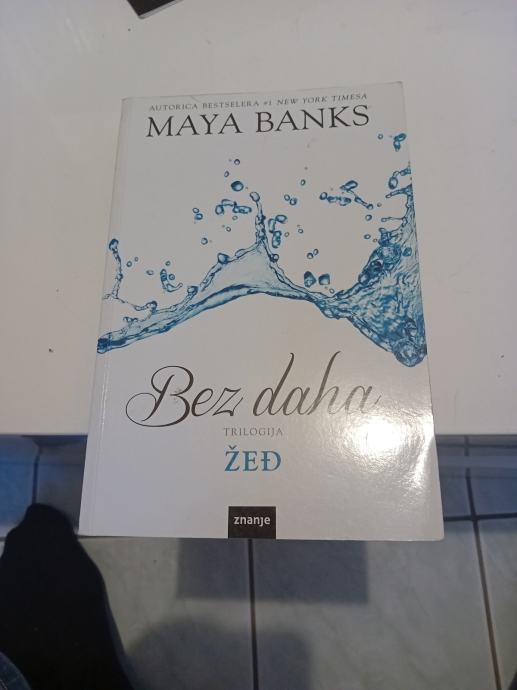 AUTORICA BESTSELERA #1 NEW YORK TIMESA
MAYA BANKS
Bez daha
TRILOGIJA
ŽEĐ
znanje